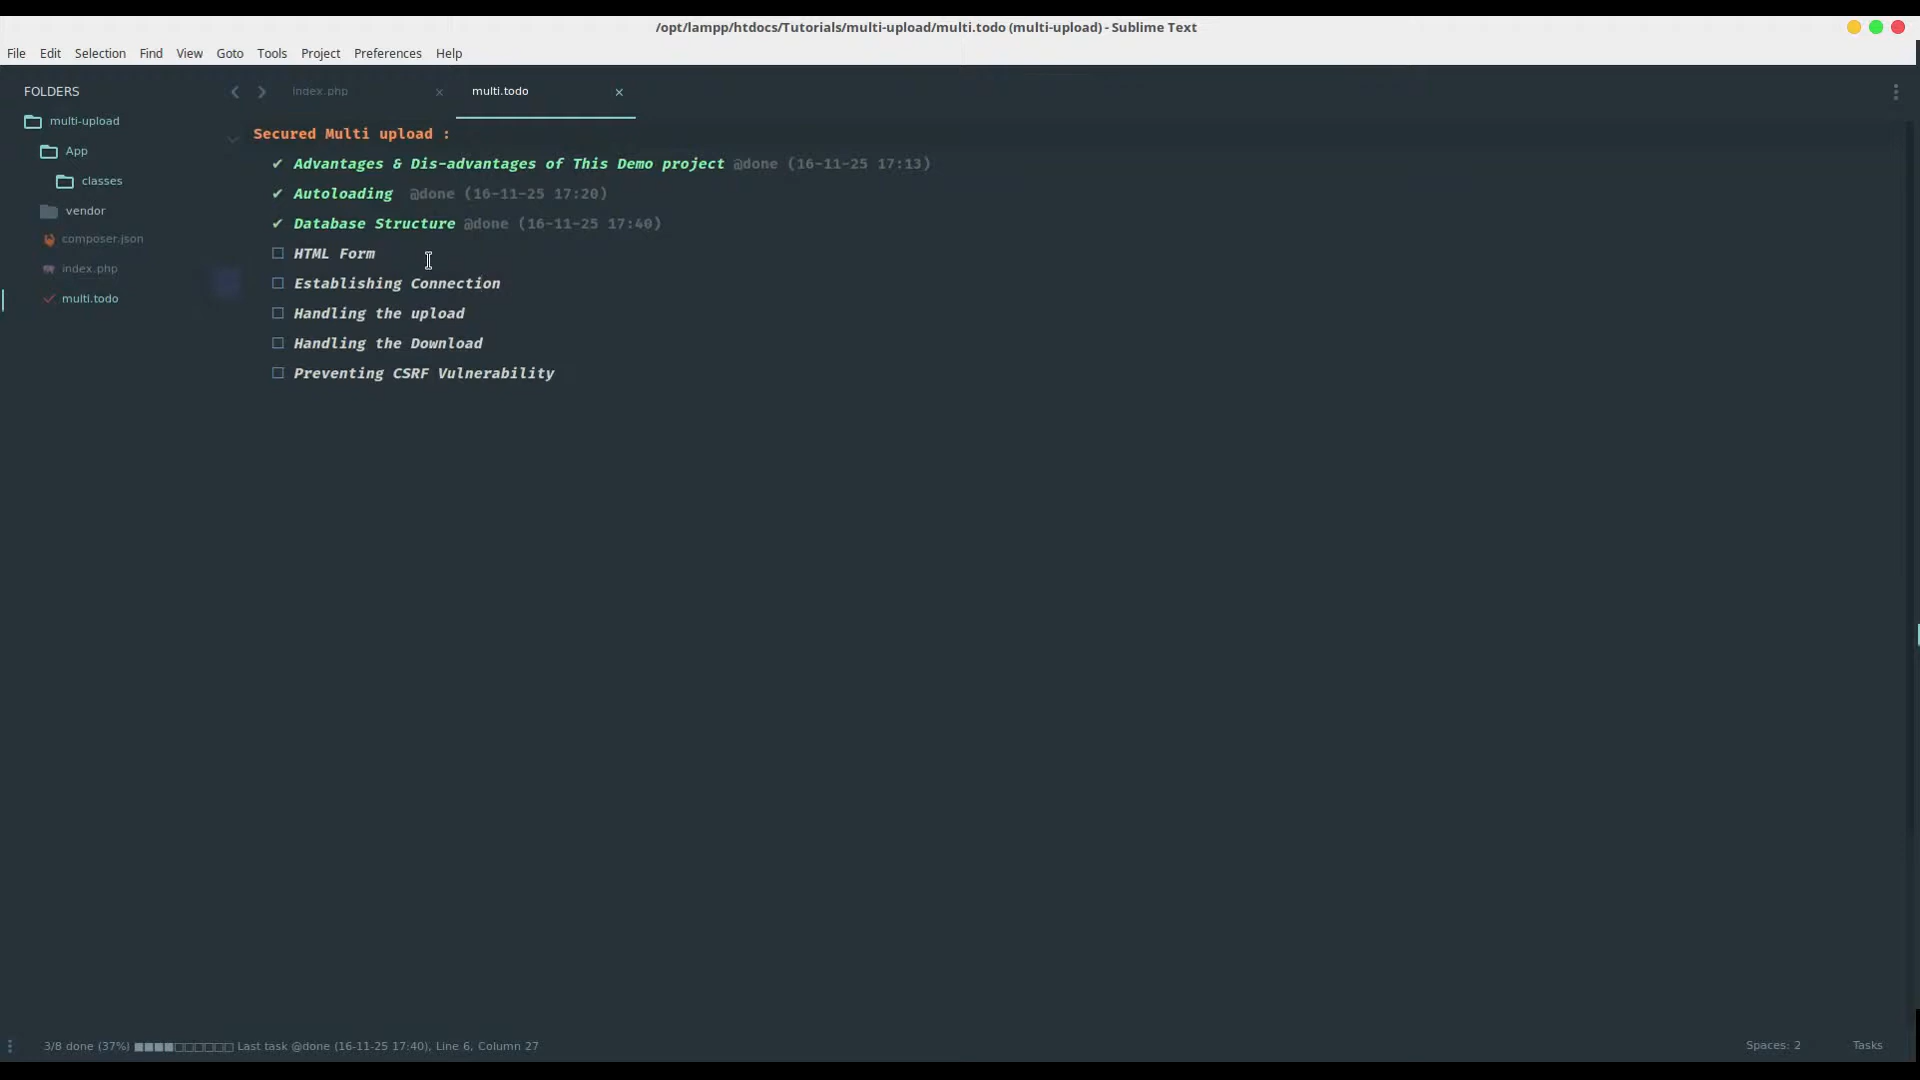 /opt/lampp/htdocs/Tutorials/multi-upload/multi.todo (multi-upload) - Sublime Text
File Edit Selection Find View Goto Tools Project Preferences Help
FOLDERS
multi-upload
App
classes
vendor
composer.json
index.php
multi.todo
index.php
multi.todo
Secured Multi upload :
✔ Advantages & Dis-advantages of This Demo project @done (16-11-25 17:13)
✔ Autoloading @done (16-11-25 17:20)
✔ Database Structure @done (16-11-25 17:40)
☐ HTML Form
☐ Establishing Connection
☐ Handling the upload
☐ Handling the Download
☐ Preventing CSRF Vulnerability
3/8 done (37%) ■■■■□□□□□□ Last task @done (16-11-25 17:40), Line 6, Column 27
Spaces: 2
Tasks